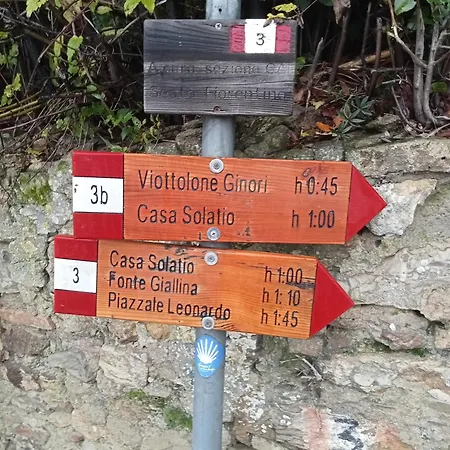 3
sezione
Sesto Fiorentino
3b
Viottolone Ginori h 0:45
Casa Solatio h 1:00
3
Casa Solatio h 1:00
Fonte Giallina h 1:10
Piazzale Leonardo h 1:45